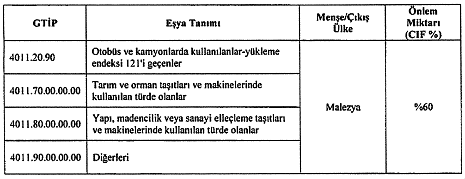 GTİP
Eşya Tanımı
Menşe/Çıkış
Ülke
Önlem
Miktarı
(CIF %)
4011.20.90
Otobüs ve kamyonlarda kullanılanlar-yükleme
endeksi 121'i geçenler
4011.70.00.00.00
Tarım ve orman taşıtları ve makinelerinde
kullanılan türde olanlar
4011.80.00.00.00
Yapı, madencilik veya sanayi elleçleme taşıtları
ve makinelerinde kullanılan türde olanlar
4011.90.00.00.00
Diğerleri
Malezya
%60